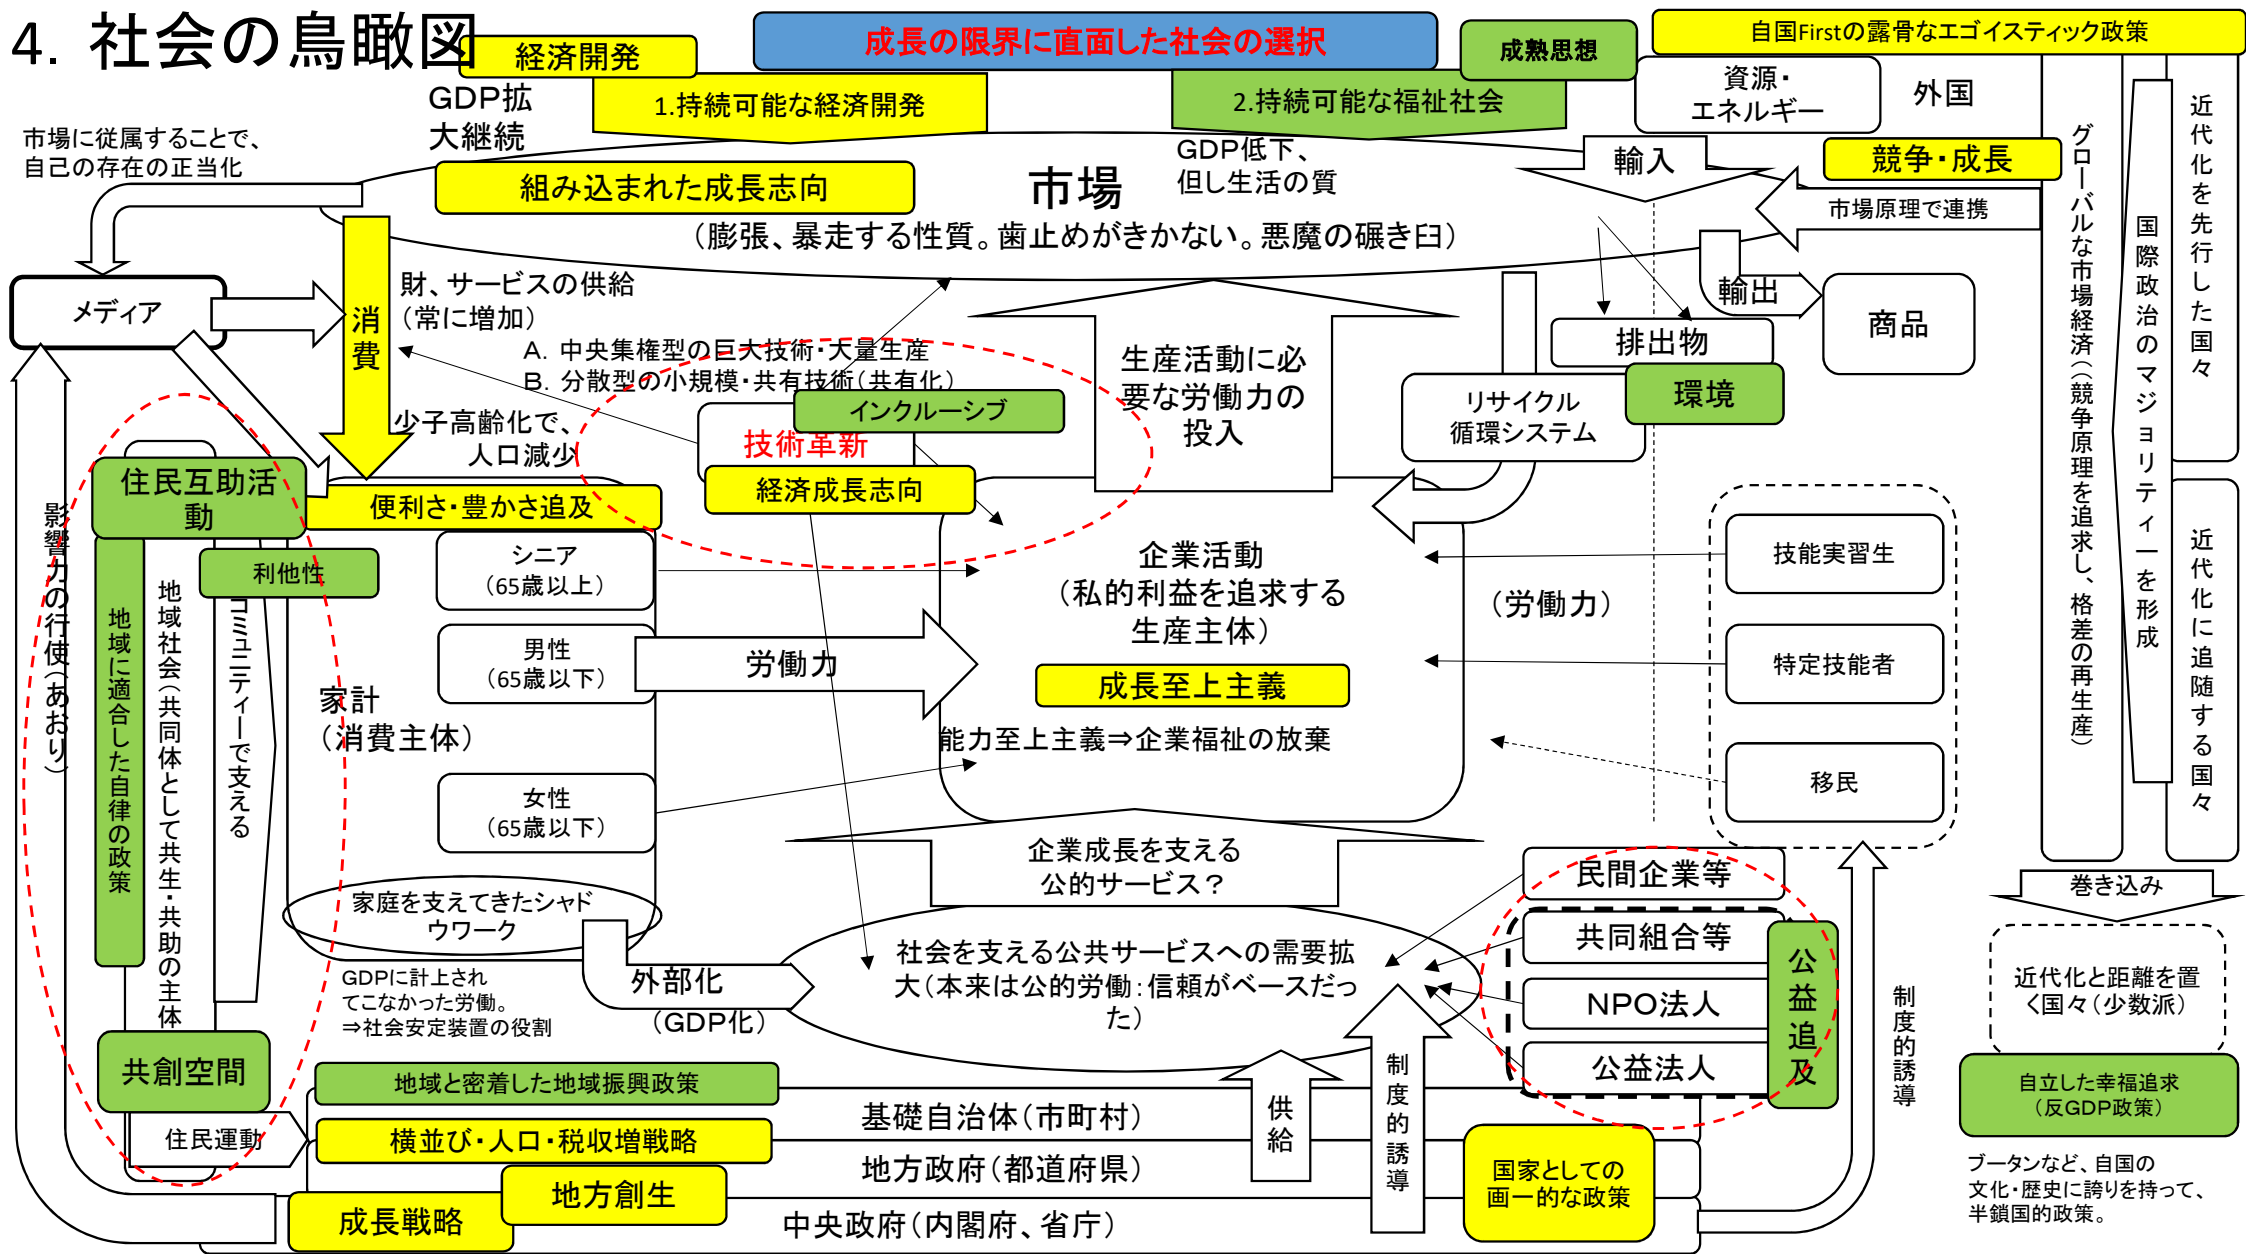 4. 社会の鳥瞰図
経済開発
成長の限界に直面した社会の選択
成熟思想
自国Firstの露骨なエゴイスティック政策
GDP拡
大継続
1.持続可能な経済開発
2.持続可能な福祉社会
資源・
エネルギー
外国
市場に従属することで、
自己の存在の正当化
組み込まれた成長志向
市場
GDP低下、
但し生活の質
輸入
競争・成長
市場原理で連携
(膨張、暴走する性質。歯止めがきかない。悪魔の碾き臼)
グローバルな市場経済((競争原理を追求し、格差の再生産)
国際政治のマジョリティーを形成
近代化を先行した国々
近代化に追随する国々
メディア
消費
財、サービスの供給
(常に増加)
輸出
商品
排出物
環境
A. 中央集権型の巨大技術・大量生産
B. 分散型の小規模・共有技術(共有化)
インクルーシブ
技術革新
経済成長志向
生産活動に必
要な労働力の
投入
リサイクル
循環システム
少子高齢化で、
人口減少
住民互助活
動
便利さ・豊かさ追及
影響力の行使(あおり)
地域に適合した自律の政策
地域社会(共同体として共生・共助の主体
コミュニティーで支える
利他性
シニア
(65歳以上)
男性
(65歳以下)
家計
(消費主体)
女性
(65歳以下)
労働力
企業活動
(私的利益を追求する
生産主体)
成長至上主義
能力至上主義⇒企業福祉の放棄
(労働力)
技能実習生
特定技能者
移民
企業成長を支える
公的サービス?
家庭を支えてきたシャド
ウワーク
GDPに計上され
てこなかった労働。
⇒社会安定装置の役割
外部化
(GDP化)
社会を支える公共サービスへの需要拡
大(本来は公的労働:信頼がベースだっ
た)
民間企業等
共同組合等
NPO法人
公益法人
公益追及
制度的誘導
巻き込み
近代化と距離を置
く国々(少数派)
自立した幸福追求
(反GDP政策)
ブータンなど、自国の
文化・歴史に誇りを持って、
半鎖国的政策。
共創空間
住民運動
地域と密着した地域振興政策
基礎自治体(市町村)
横並び・人口・税収増戦略
地方政府(都道府県)
地方創生
成長戦略
中央政府(内閣府、省庁)
供給
制度的誘導
国家としての
画一的な政策